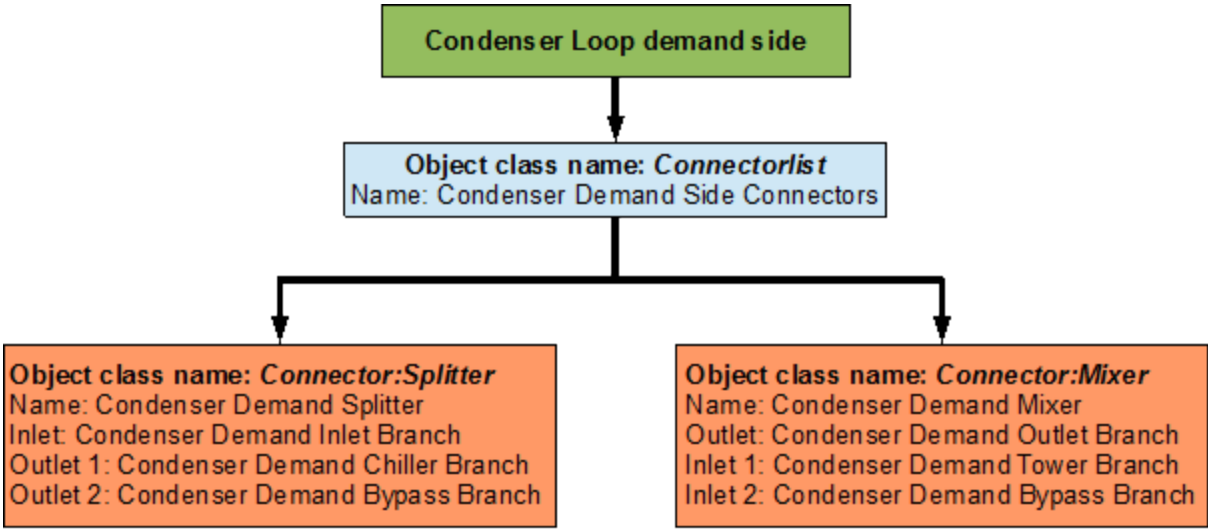 Condenser Loop demand side
Object class name: Connectorlist
Name: Condenser Demand Side Connectors
Object class name: Connector:Splitter
Name: Condenser Demand Splitter
Inlet: Condenser Demand Inlet Branch
Outlet 1: Condenser Demand Chiller Branch
Outlet 2: Condenser Demand Bypass Branch
Object class name: Connector:Mixer
Name: Condenser Demand Mixer
Outlet: Condenser Demand Outlet Branch
Inlet 1: Condenser Demand Tower Branch
Inlet 2: Condenser Demand Bypass Branch